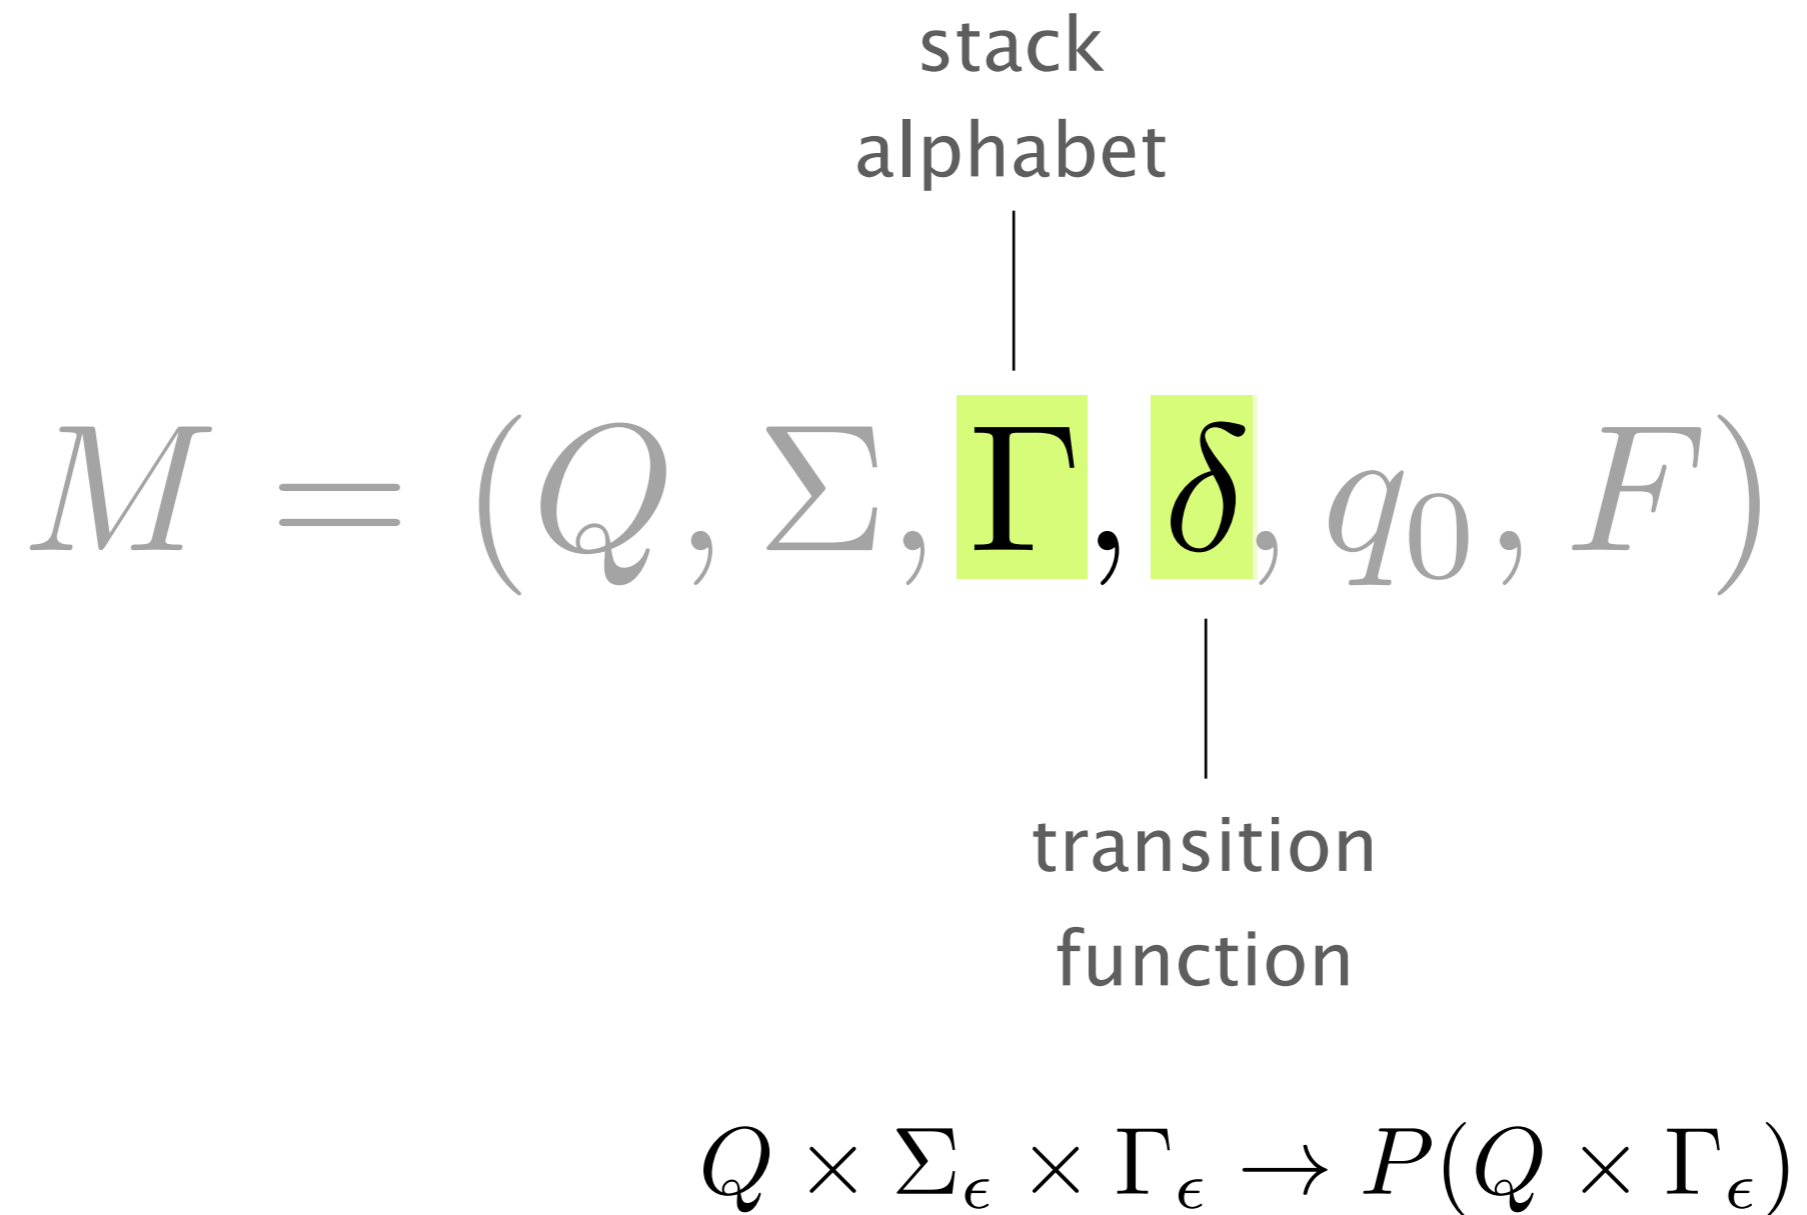 stack
alphabet
M = (Q, Σ, Γ, δ, q₀, F)
transition
function
Q × Σ_ϵ × Γ_ϵ → P(Q × Γ_ϵ)